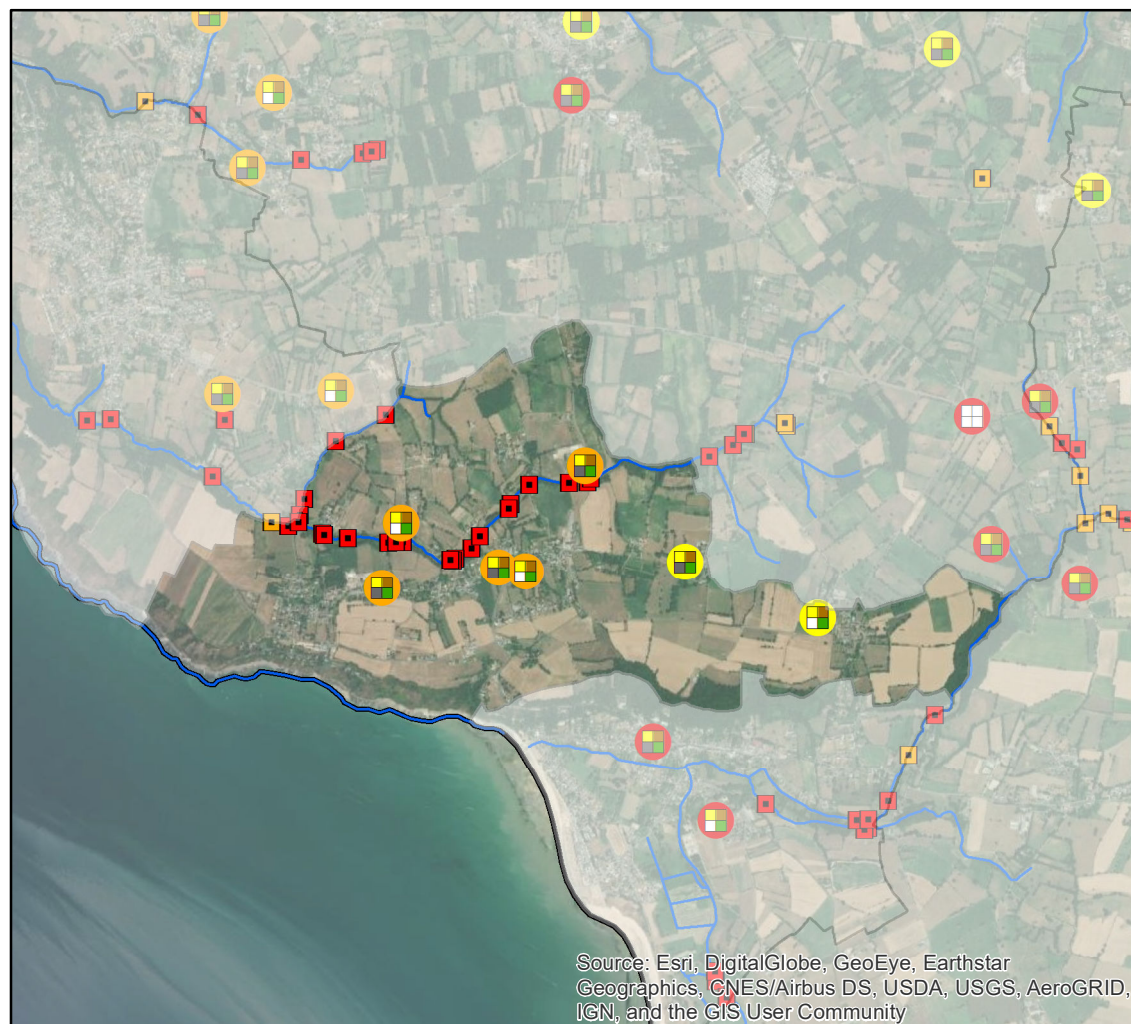 Source: Esri, DigitalGlobe, GeoEye, Earthstar
Geographics, CNES/Airbus DS, USDA, USGS, AeroGRID,
IGN, and the GIS User Community